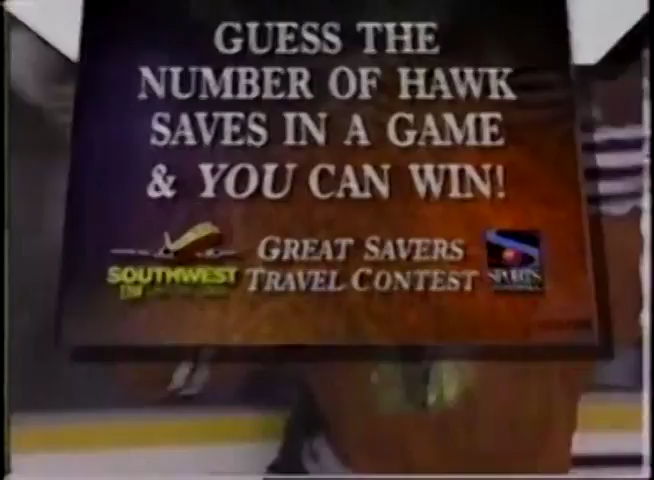 GUESS THE
NUMBER OF HAWK
SAVES IN A GAME
& YOU CAN WIN!
SOUTHWEST
GREAT SAVERS
TRAVEL CONTEST
SPORTS